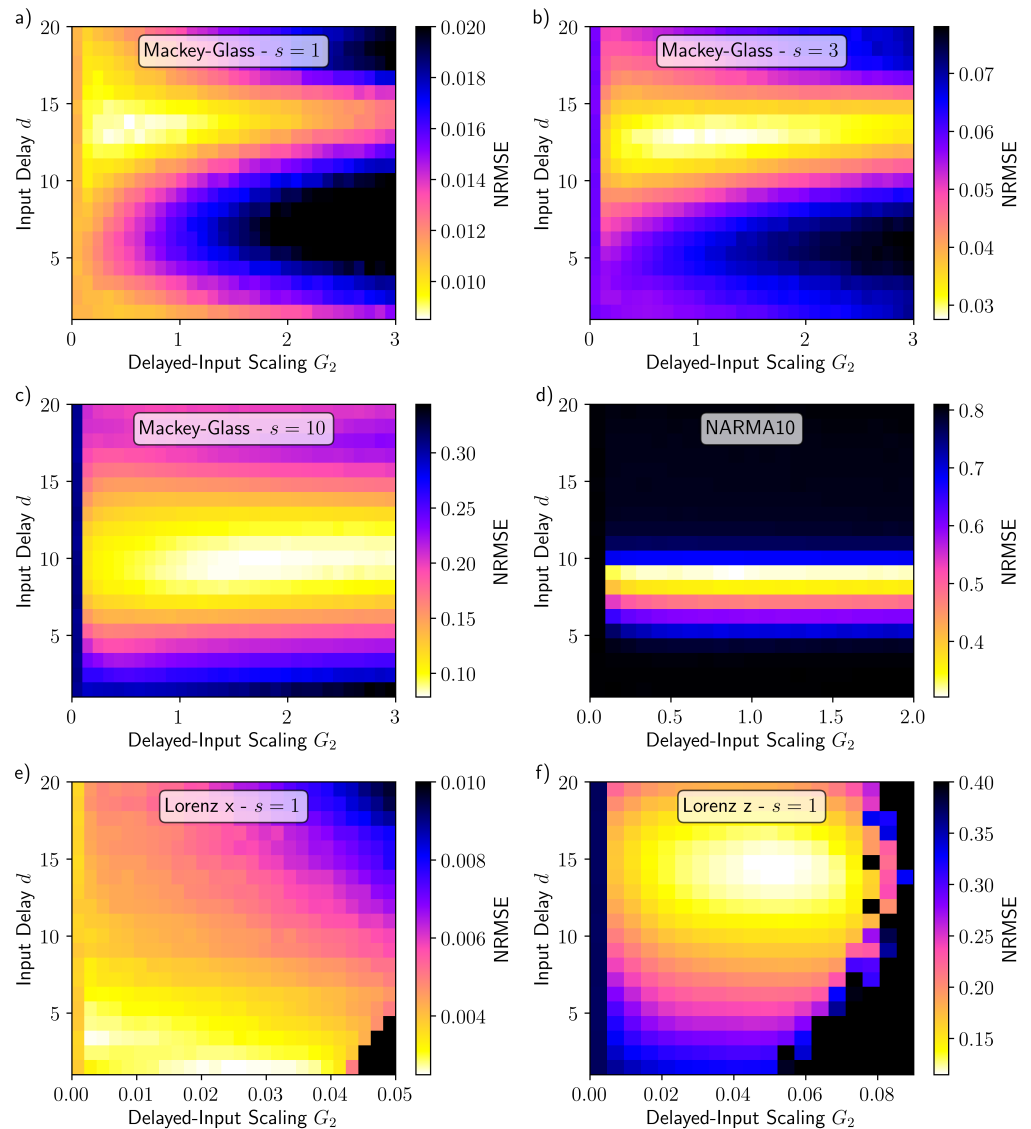 a)
Mackey-Glass - s = 1
Input Delay d
20
15
10
5
0
1
2
3
Delayed-Input Scaling G₂
0.020
0.018
0.016
0.014
0.012
0.010
NRMSE
b)
Mackey-Glass - s = 3
Input Delay d
20
15
10
5
0
1
2
3
Delayed-Input Scaling G₂
0.07
0.06
0.05
0.04
0.03
NRMSE
c)
Mackey-Glass - s = 10
Input Delay d
20
15
10
5
0
1
2
3
Delayed-Input Scaling G₂
0.30
0.25
0.20
0.15
0.10
NRMSE
d)
NARMA10
Input Delay d
20
15
10
5
0.0
0.5
1.0
1.5
2.0
Delayed-Input Scaling G₂
0.8
0.7
0.6
0.5
0.4
NRMSE
e)
Lorenz x - s = 1
Input Delay d
20
15
10
5
0.00
0.01
0.02
0.03
0.04
0.05
Delayed-Input Scaling G₂
0.010
0.008
0.006
0.004
NRMSE
f)
Lorenz z - s = 1
Input Delay d
20
15
10
5
0.00
0.02
0.04
0.06
0.08
Delayed-Input Scaling G₂
0.40
0.35
0.30
0.25
0.20
0.15
NRMSE